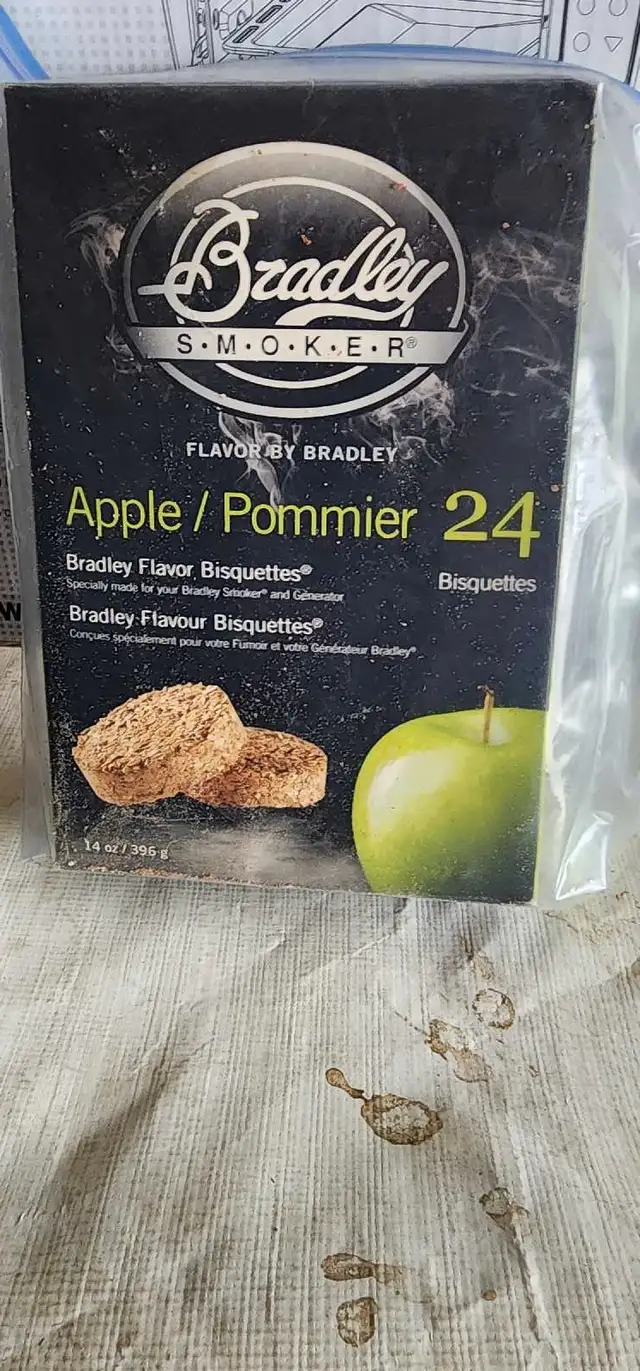 Bradley
S•M•O•K•E•R®
FLAVOR BY BRADLEY
Apple / Pommier 24
Bradley Flavor Bisquettes®
Specially made for your Bradley Smoker® and Generator
Bisquettes
Bradley Flavour Bisquettes®
Conçues spécialement pour votre Fumoir et votre Générateur Bradley®
14 oz / 396 g